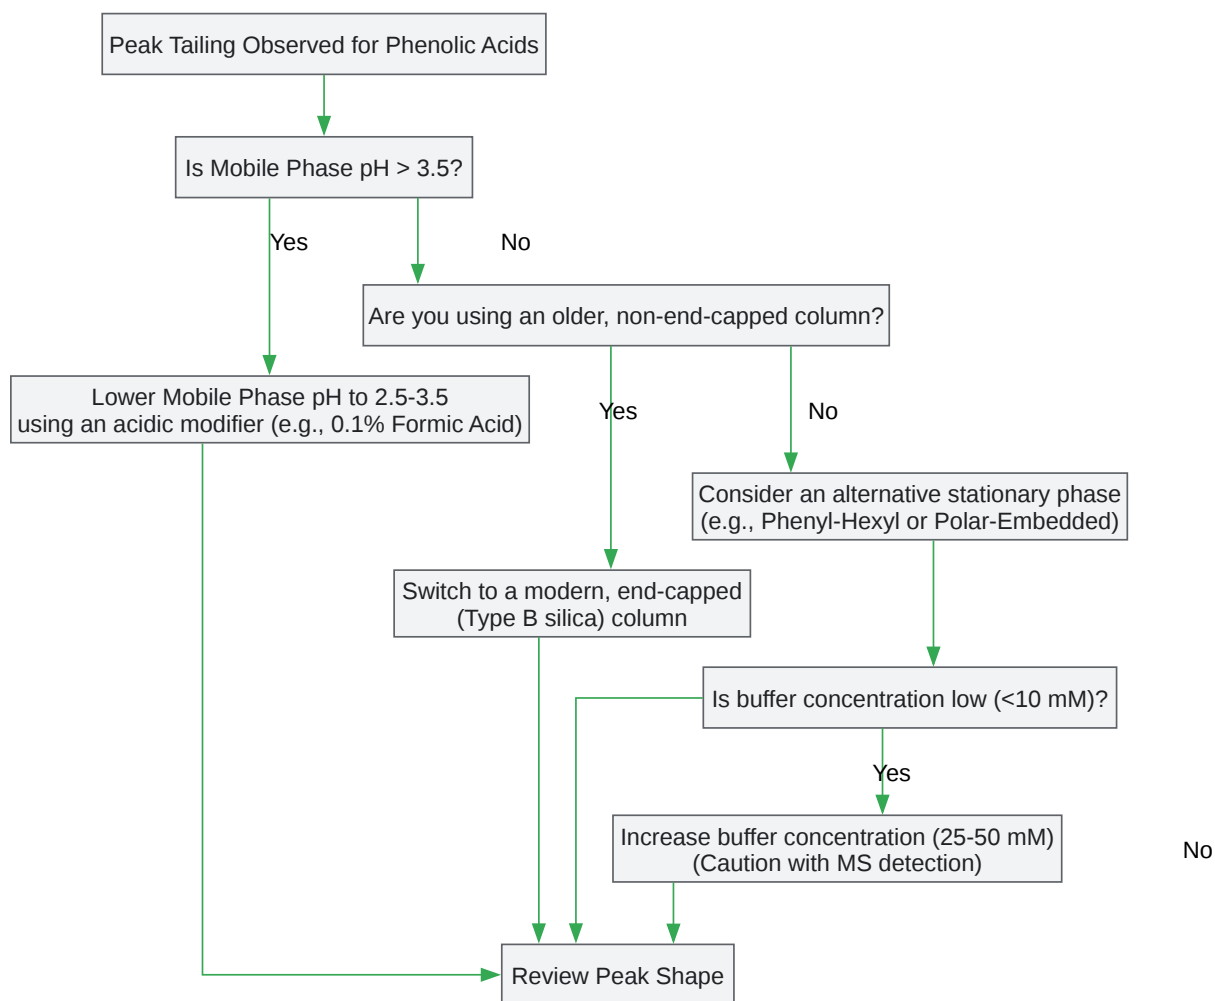 Peak Tailing Observed for Phenolic Acids
Is Mobile Phase pH > 3.5?
Yes
No
Are you using an older, non-end-capped column?
Lower Mobile Phase pH to 2.5-3.5
using an acidic modifier (e.g., 0.1% Formic Acid)
Yes
No
Consider an alternative stationary phase
(e.g., Phenyl-Hexyl or Polar-Embedded)
Switch to a modern, end-capped
(Type B silica) column
Is buffer concentration low (<10 mM)?
Yes
Increase buffer concentration (25-50 mM)
(Caution with MS detection)
No
Review Peak Shape